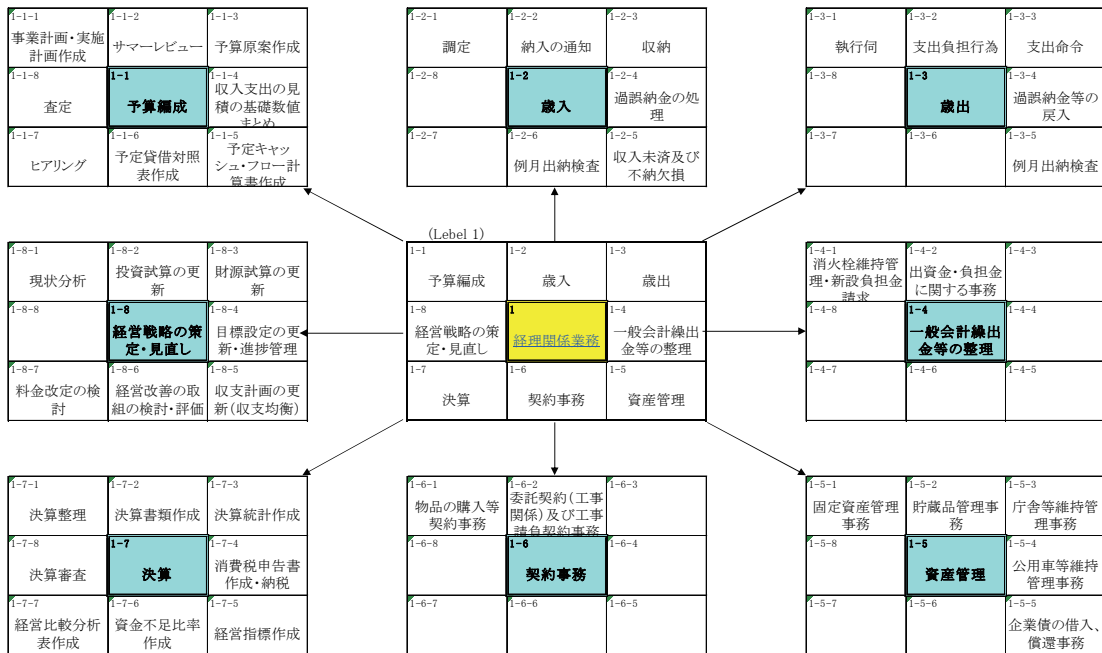 1-1-1 1-1-2 1-1-3
事業計画・実施
計画作成
サマーレビュー
予算原案作成
1-1-8 1-1 1-1-4
査定
予算編成
収入支出の見
積の基礎数値
まとめ
1-1-7 1-1-6 1-1-5
ヒアリング
予定貸借対照
表作成
予定キャッ
シュ・フロー計
算書作成
1-2-1 1-2-2 1-2-3
調定
納入の通知
収納
1-2-8 1-2 1-2-4
歳入
過誤納金の処
理
1-2-7 1-2-6 1-2-5
例月出納検査
収入未済及び
不納欠損
1-3-1 1-3-2 1-3-3
執行伺
支出負担行為
支出命令
1-3-8 1-3 1-3-4
歳出
過誤納金等の
戻入
1-3-7 1-3-6 1-3-5
例月出納検査
1-8-1 1-8-2 1-8-3
現状分析
投資試算の更
新
財源試算の更
新
1-8-8 1-8 1-8-4
経営戦略の策
定・見直し
目標設定の更
新・進捗管理
1-8-7 1-8-6 1-8-5
料金改定の検
討
経営改善の取
組の検討・評価
収支計画の更
新(収支均衡)
(Lebel 1)
1-1 1-2 1-3
予算編成
歳入
歳出
1-8 1 1-4
経営戦略の策
定・見直し
経理関係業務
一般会計繰出
金等の整理
1-7 1-6 1-5
決算
契約事務
資産管理
1-4-1 1-4-2 1-4-3
消火栓維持管
理・新設負担金
請求
出資金・負担金
に関する事務
1-4-8 1-4 1-4-4
一般会計繰出
金等の整理
1-4-7 1-4-6 1-4-5
1-7-1 1-7-2 1-7-3
決算整理
決算書類作成
決算統計作成
1-7-8 1-7 1-7-4
決算審査
決算
消費税申告書
作成・納税
1-7-7 1-7-6 1-7-5
経営比較分析
表作成
資金不足比率
作成
経営指標作成
1-6-1 1-6-2 1-6-3
物品の購入等
契約事務
委託契約(工事
関係)及び工事
請負契約事務
1-6-8 1-6 1-6-4
契約事務
1-6-7 1-6-6 1-6-5
1-5-1 1-5-2 1-5-3
固定資産管理
事務
貯蔵品管理事
務
庁舎等維持管
理事務
1-5-8 1-5 1-5-4
資産管理
公用車等維持
管理事務
1-5-7 1-5-6 1-5-5
企業債の借入、
償還事務